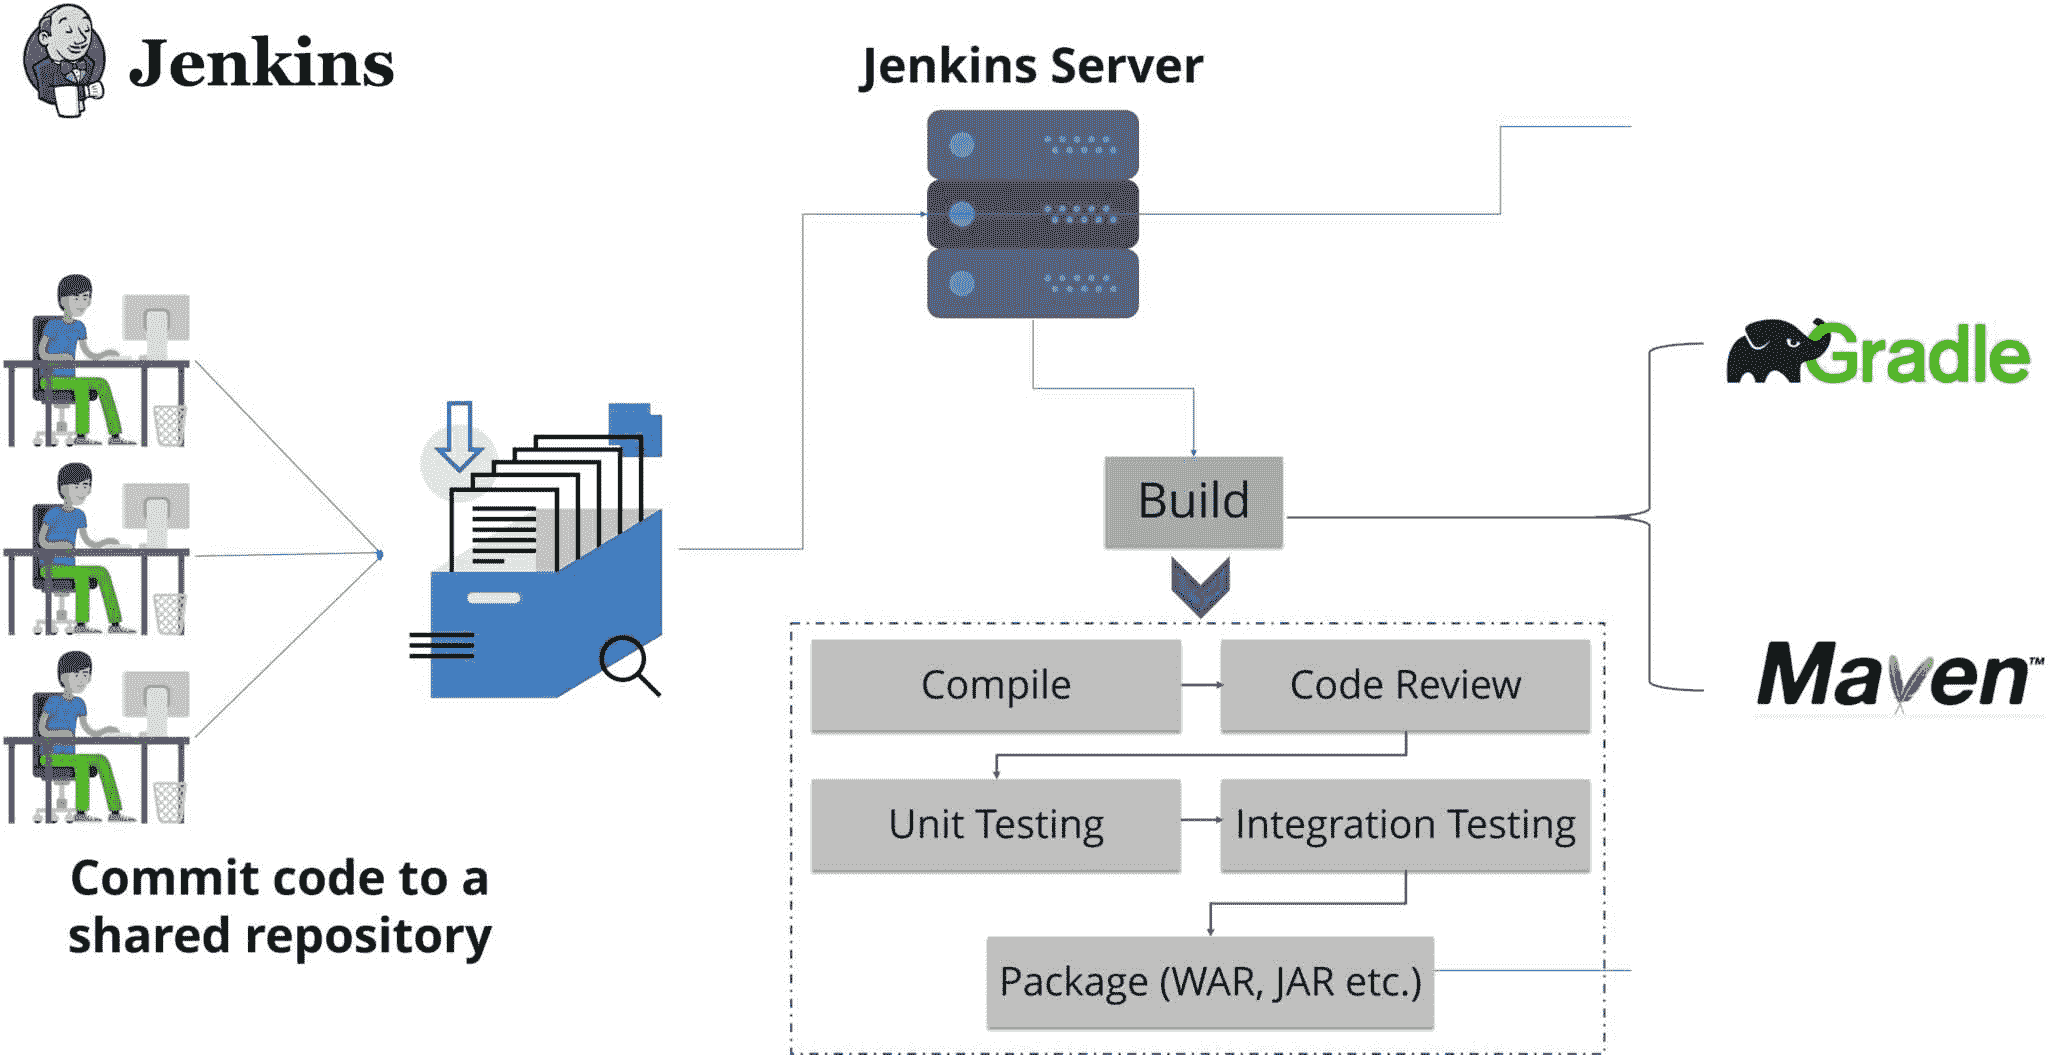 Jenkins
Jenkins Server
Gradle
Build
Maven™
Compile
Code Review
Unit Testing
Integration Testing
Package (WAR, JAR etc.)
Commit code to a
shared repository